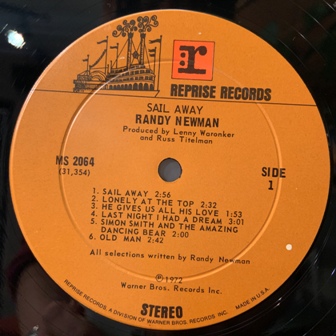 r
REPRISE RECORDS
SAIL AWAY
RANDY NEWMAN
Produced by Lenny Waronker
and Russ Titelman
MS 2064
(31,354)
SIDE
1
1. SAIL AWAY 2:56
2. LONELY AT THE TOP 2:32
3. HE GIVES US ALL HIS LOVE 1:53
4. LAST NIGHT I HAD A DREAM 3:01
5. SIMON SMITH AND THE AMAZING
DANCING BEAR 2:00
6. OLD MAN 2:42
All selections written by Randy Newman
Ⓟ1972
Warner Bros. Records Inc.
STEREO
REPRISE RECORDS, A DIVISION OF WARNER BROS. RECORDS INC. MADE IN U.S.A.